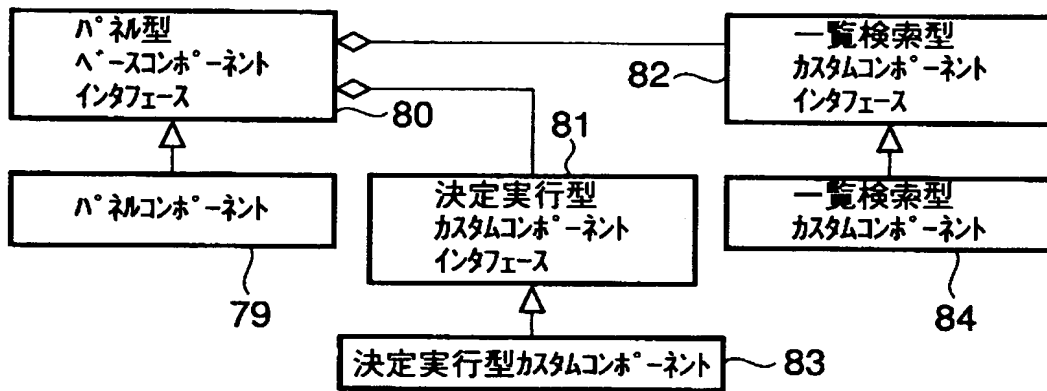 パネル型
ベースコンポーネント
インタフェース
80
一覧検索型
カスタムコンポーネント
インタフェース
82
81
パネルコンポーネント
79
決定実行型
カスタムコンポーネント
インタフェース
一覧検索型
カスタムコンポーネント
84
決定実行型カスタムコンポーネント
83